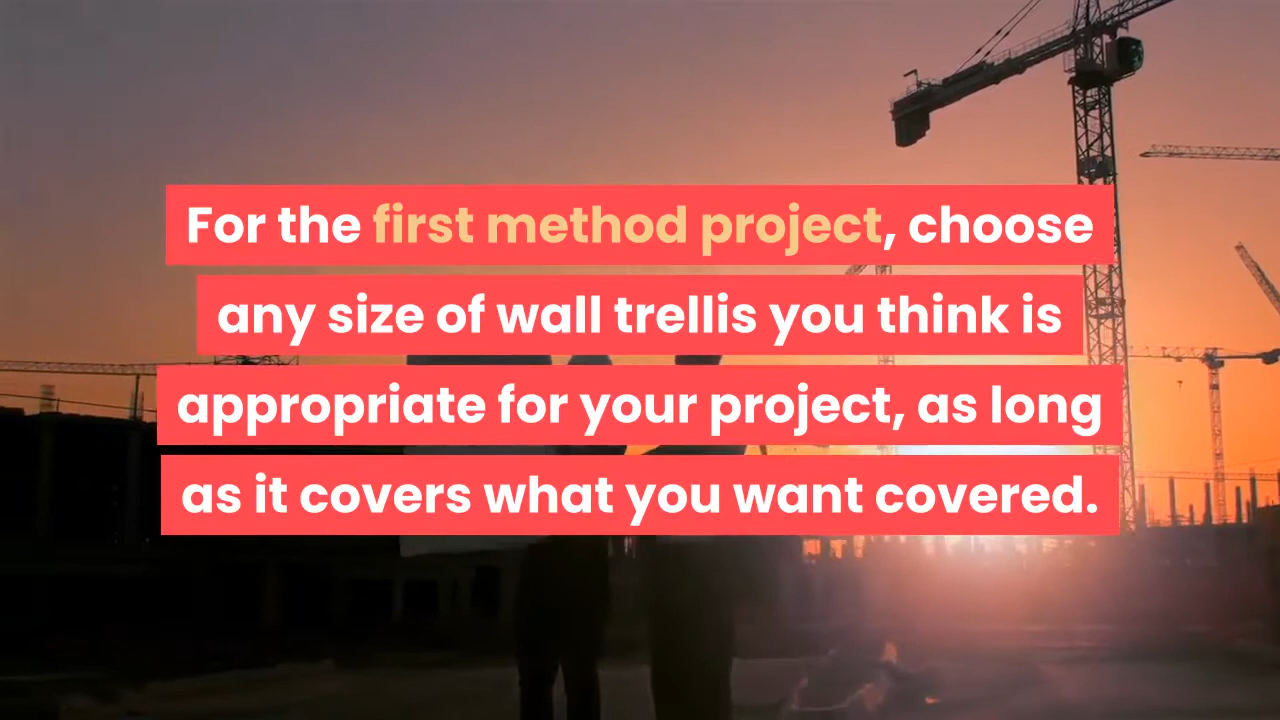 For the first method project, choose
any size of wall trellis you think is
appropriate for your project, as long
as it covers what you want covered.